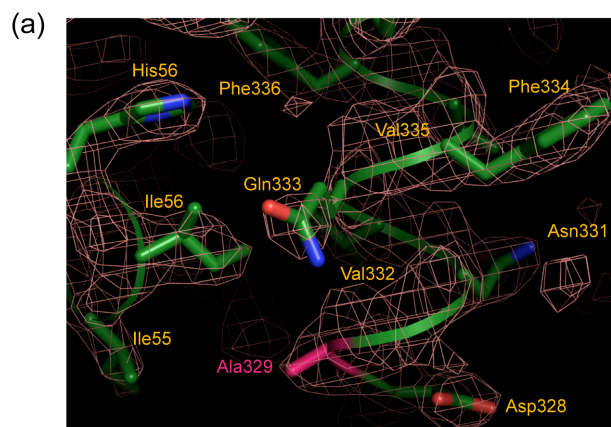 (a)
His56
Phe336
Phe334
Val335
Gln333
Ile56
Asn331
Val332
Ile55
Ala329
Asp328